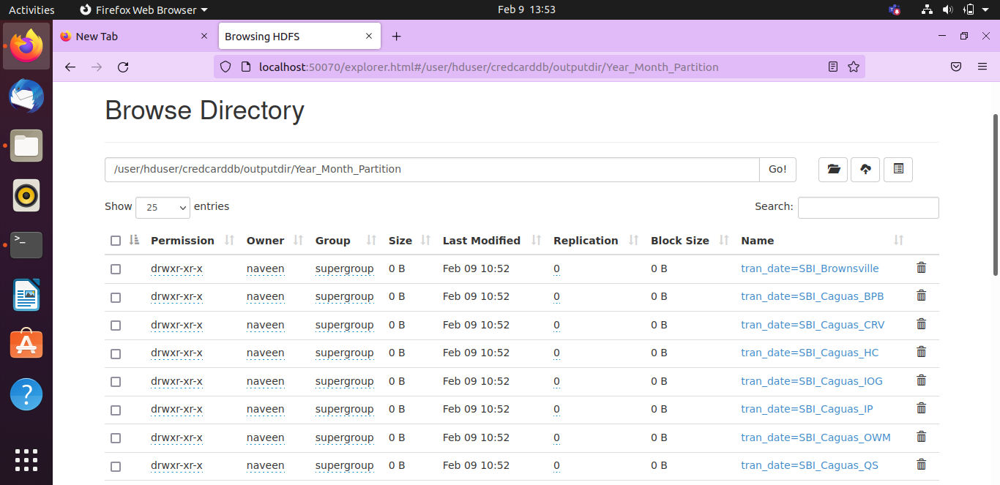 Activities Firefox Web Browser Feb 9 13:53
New Tab Browsing HDFS
localhost:50070/explorer.html#/user/hduser/credcarddb/outputdir/Year_Month_Partition
Browse Directory
/user/hduser/credcarddb/outputdir/Year_Month_Partition Go!
Show 25 entries Search:
Permission Owner Group Size Last Modified Replication Block Size Name
drwxr-xr-x naveen supergroup 0 B Feb 09 10:52 0 0 B tran_date=SBI_Brownsville
drwxr-xr-x naveen supergroup 0 B Feb 09 10:52 0 0 B tran_date=SBI_Caguas_BPB
drwxr-xr-x naveen supergroup 0 B Feb 09 10:52 0 0 B tran_date=SBI_Caguas_CRV
drwxr-xr-x naveen supergroup 0 B Feb 09 10:52 0 0 B tran_date=SBI_Caguas_HC
drwxr-xr-x naveen supergroup 0 B Feb 09 10:52 0 0 B tran_date=SBI_Caguas_IOG
drwxr-xr-x naveen supergroup 0 B Feb 09 10:52 0 0 B tran_date=SBI_Caguas_IP
drwxr-xr-x naveen supergroup 0 B Feb 09 10:52 0 0 B tran_date=SBI_Caguas_OWM
drwxr-xr-x naveen supergroup 0 B Feb 09 10:52 0 0 B tran_date=SBI_Caguas_QS